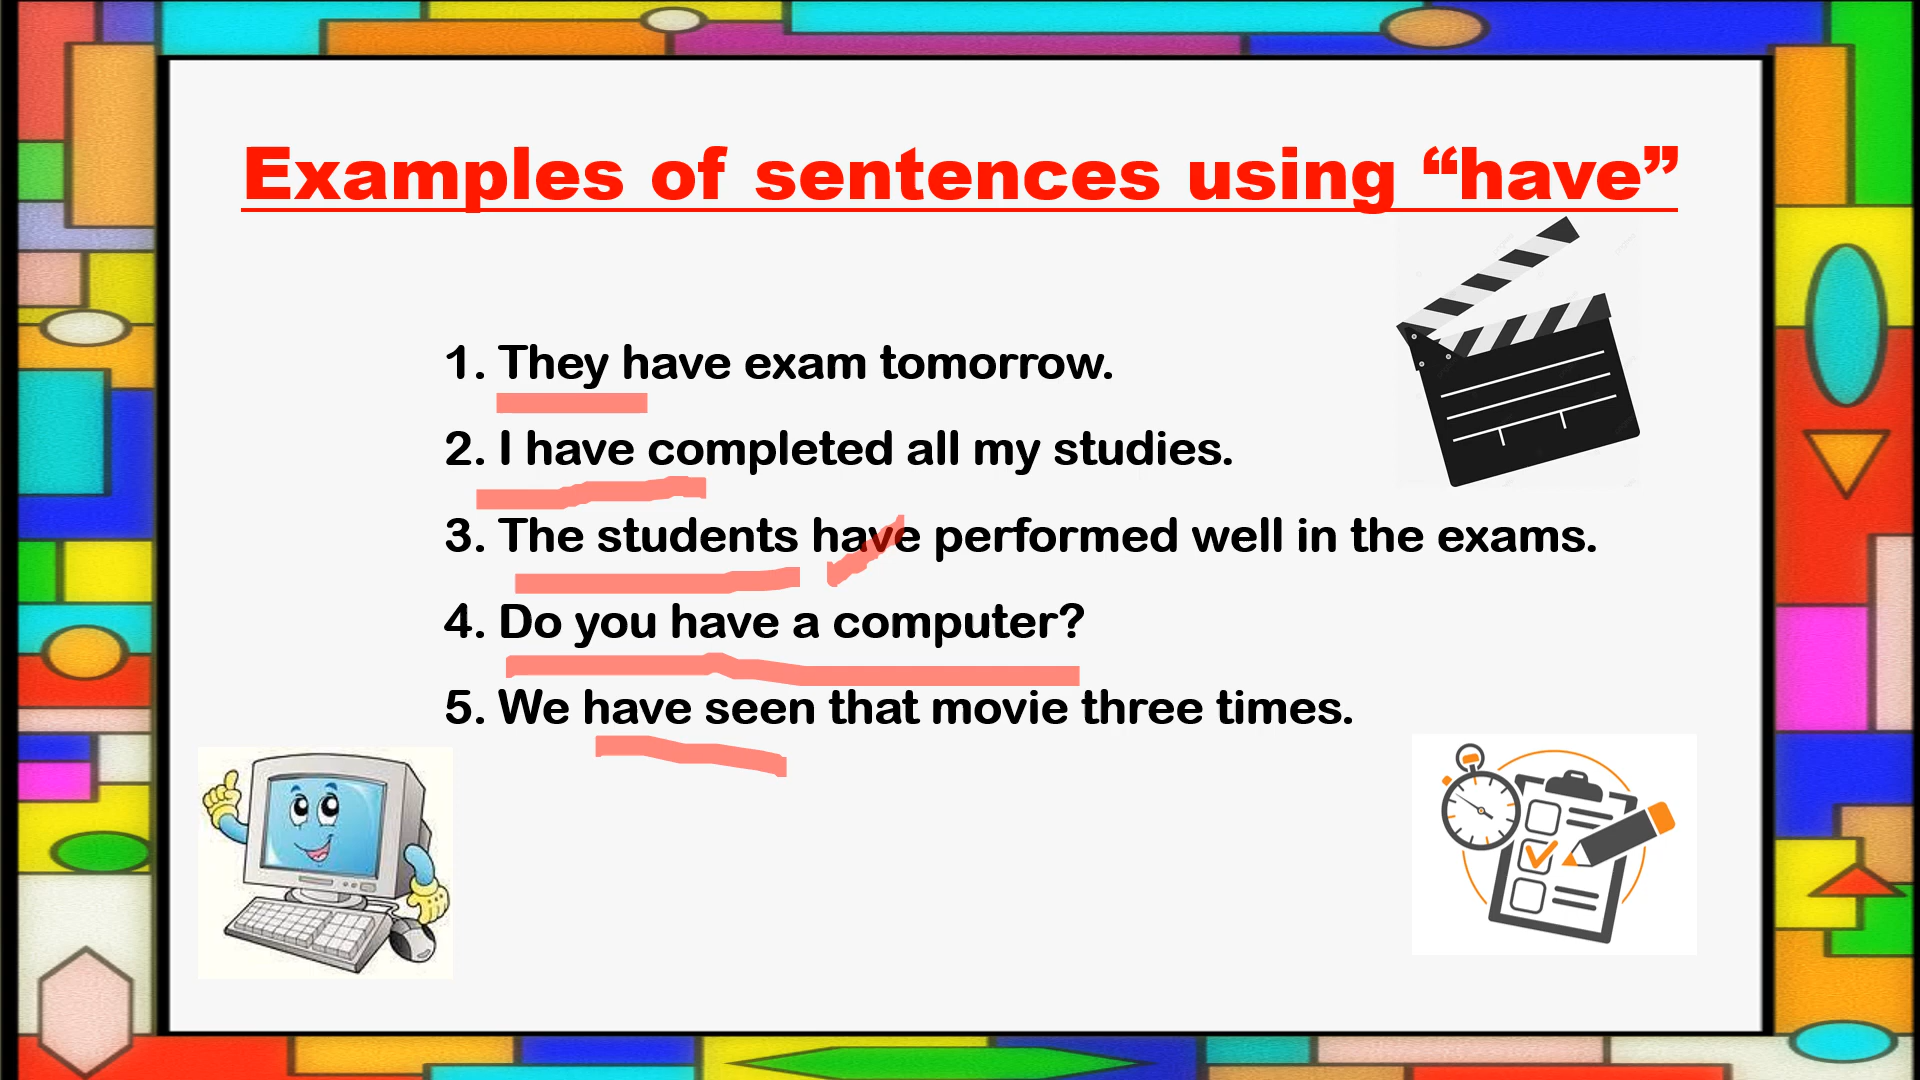 Examples of sentences using “have”
1. They have exam tomorrow.
2. I have completed all my studies.
3. The students have performed well in the exams.
4. Do you have a computer?
5. We have seen that movie three times.